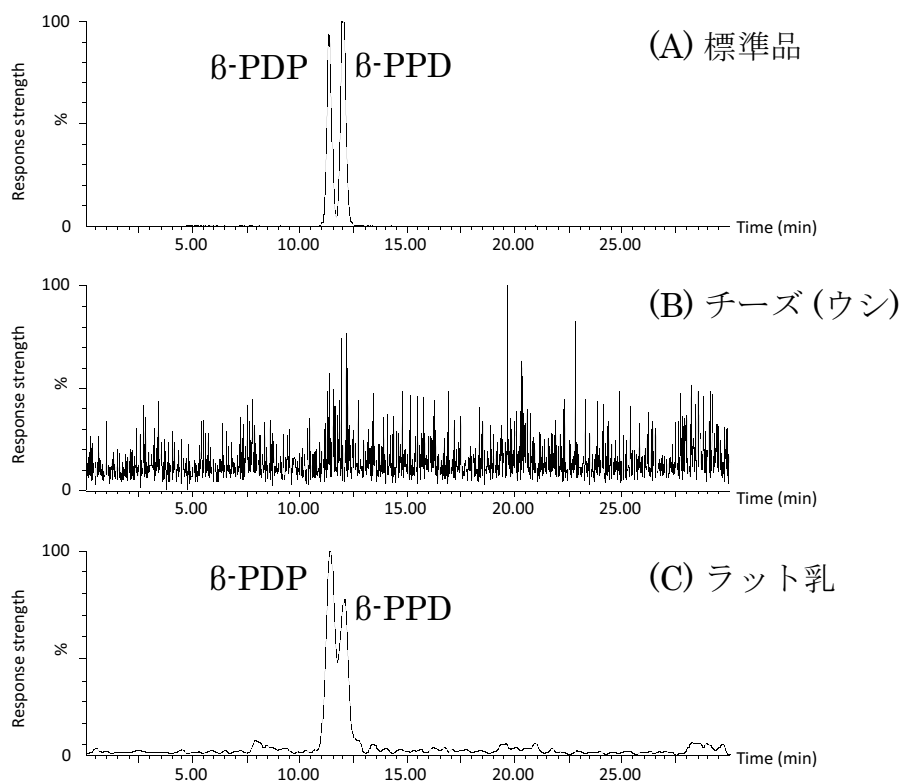 100
β-PDP β-PPD
(A) 標準品
Response strength
%
0
Time (min)
5.00 10.00 15.00 20.00 25.00
100
(B) チーズ (ウシ)
Response strength
%
0
Time (min)
5.00 10.00 15.00 20.00 25.00
100
β-PDP
β-PPD
(C) ラット乳
Response strength
%
0
Time (min)
5.00 10.00 15.00 20.00 25.00